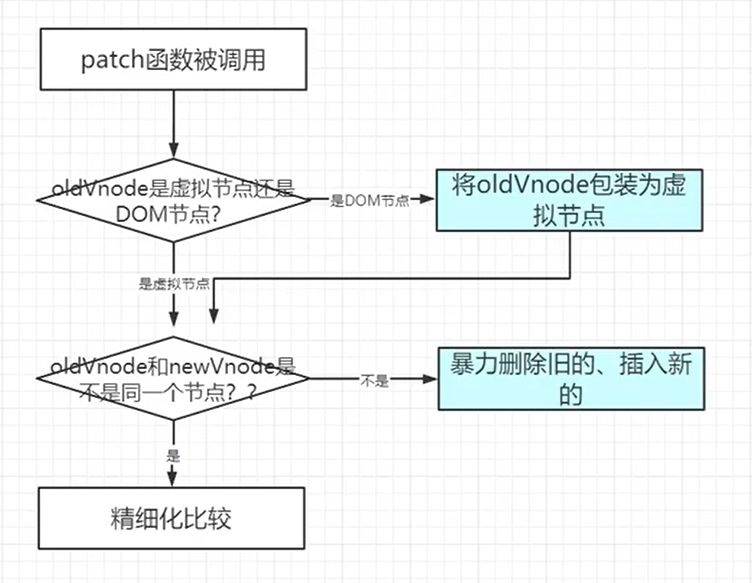 patch函数被调用
oldVnode是虚拟节点还是
DOM节点？
是DOM节点
将oldVnode包装为虚
拟节点
是虚拟节点
oldVnode和newVnode是
不是同一个节点？？
不是
暴力删除旧的、插入新
的
是
精细化比较